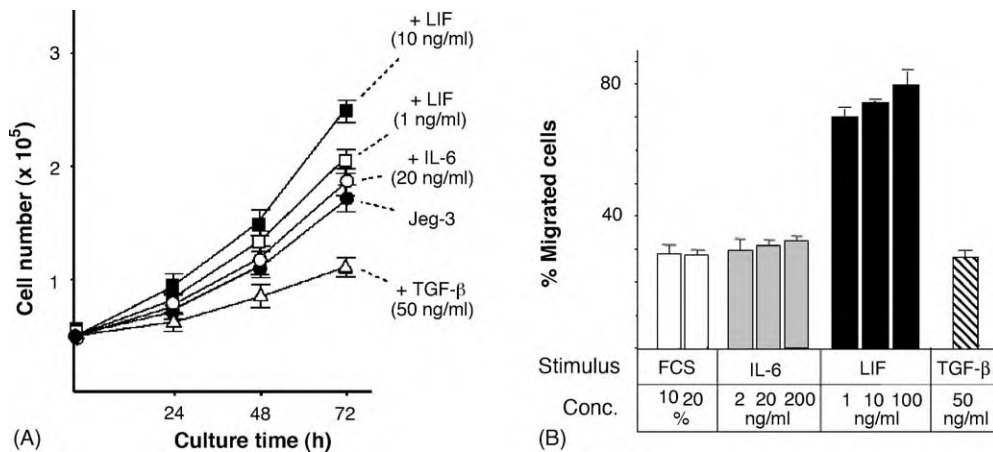 + LIF
(10 ng/ml)
3
+ LIF
(1 ng/ml)
2
+ IL-6
(20 ng/ml)
Jeg-3
1
+ TGF-β
(50 ng/ml)
Cell number (x 10⁵)
24 48 72
(A) Culture time (h)
80
40
% Migrated cells
Stimulus FCS IL-6 LIF TGF-β
Conc. 10 20 2 20 200 1 10 100 50
% ng/ml ng/ml ng/ml
(B)